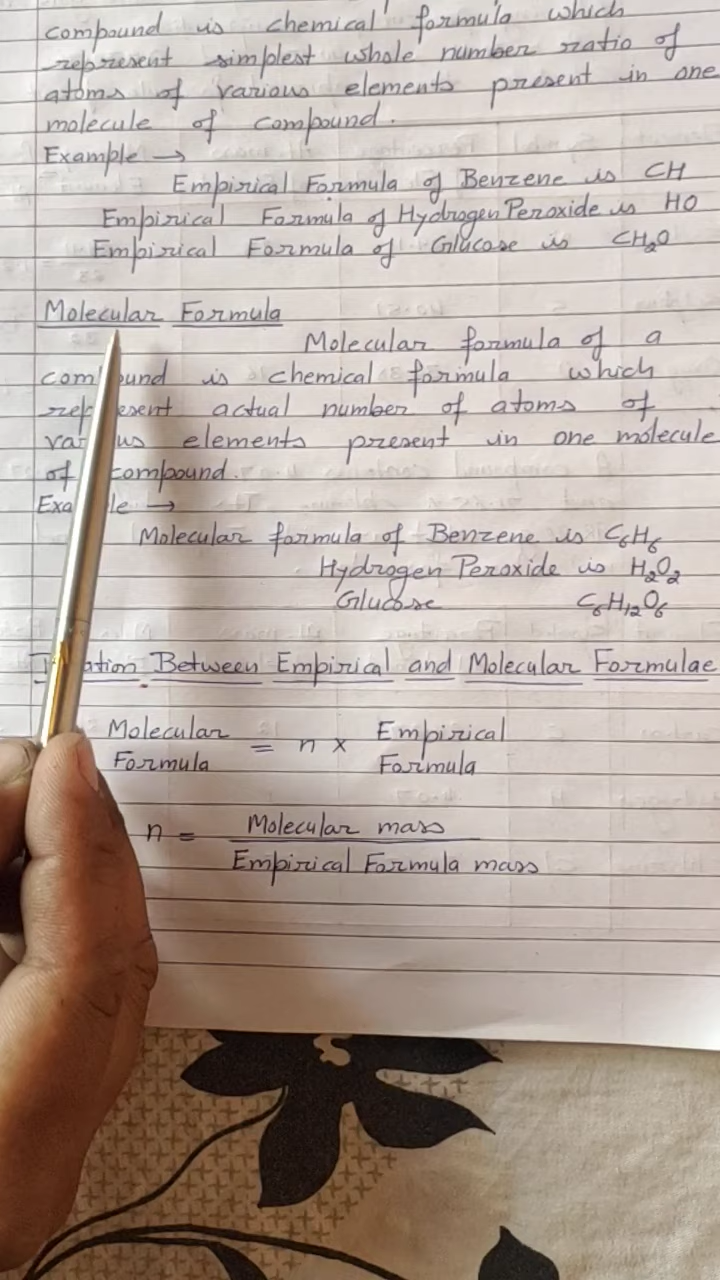 compound is chemical formula which
represent simplest whole number ratio of
atoms of various elements present in one
molecule of compound.
Example →
Empirical Formula of Benzene is CH
Empirical Formula of Hydrogen Peroxide is HO
Empirical Formula of Glucose is CH₂O
Molecular Formula
Molecular formula of a
compound is chemical formula which
represent actual number of atoms of
various elements present in one molecule
of compound.
Example →
Molecular formula of Benzene is C₆H₆
Hydrogen Peroxide is H₂O₂
Glucose C₆H₁₂O₆
Between Empirical and Molecular Formulae
Molecular Formula = n × Empirical Formula
n = Molecular mass
Empirical Formula mass